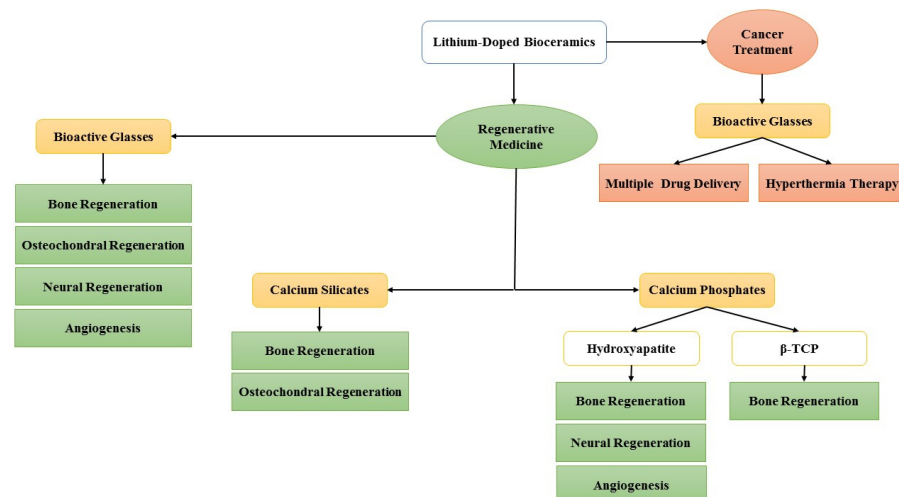 Lithium-Doped Bioceramics
Cancer
Treatment
Regenerative
Medicine
Bioactive Glasses
Bioactive Glasses
Multiple Drug Delivery
Hyperthermia Therapy
Bone Regeneration
Osteochondral Regeneration
Neural Regeneration
Angiogenesis
Calcium Silicates
Calcium Phosphates
Bone Regeneration
Osteochondral Regeneration
Hydroxyapatite
β-TCP
Bone Regeneration
Neural Regeneration
Angiogenesis
Bone Regeneration